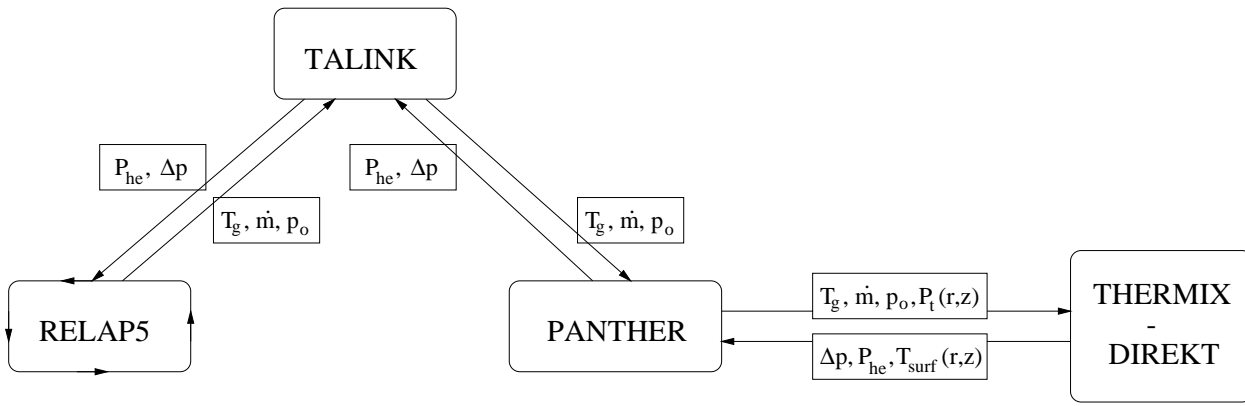 TALINK
P_he, Δp
P_he, Δp
T_g, ṁ, p_o
T_g, ṁ, p_o
RELAP5
PANTHER
T_g, ṁ, p_o, P_t(r,z)
Δp, P_he, T_surf(r,z)
THERMIX
-
DIREKT